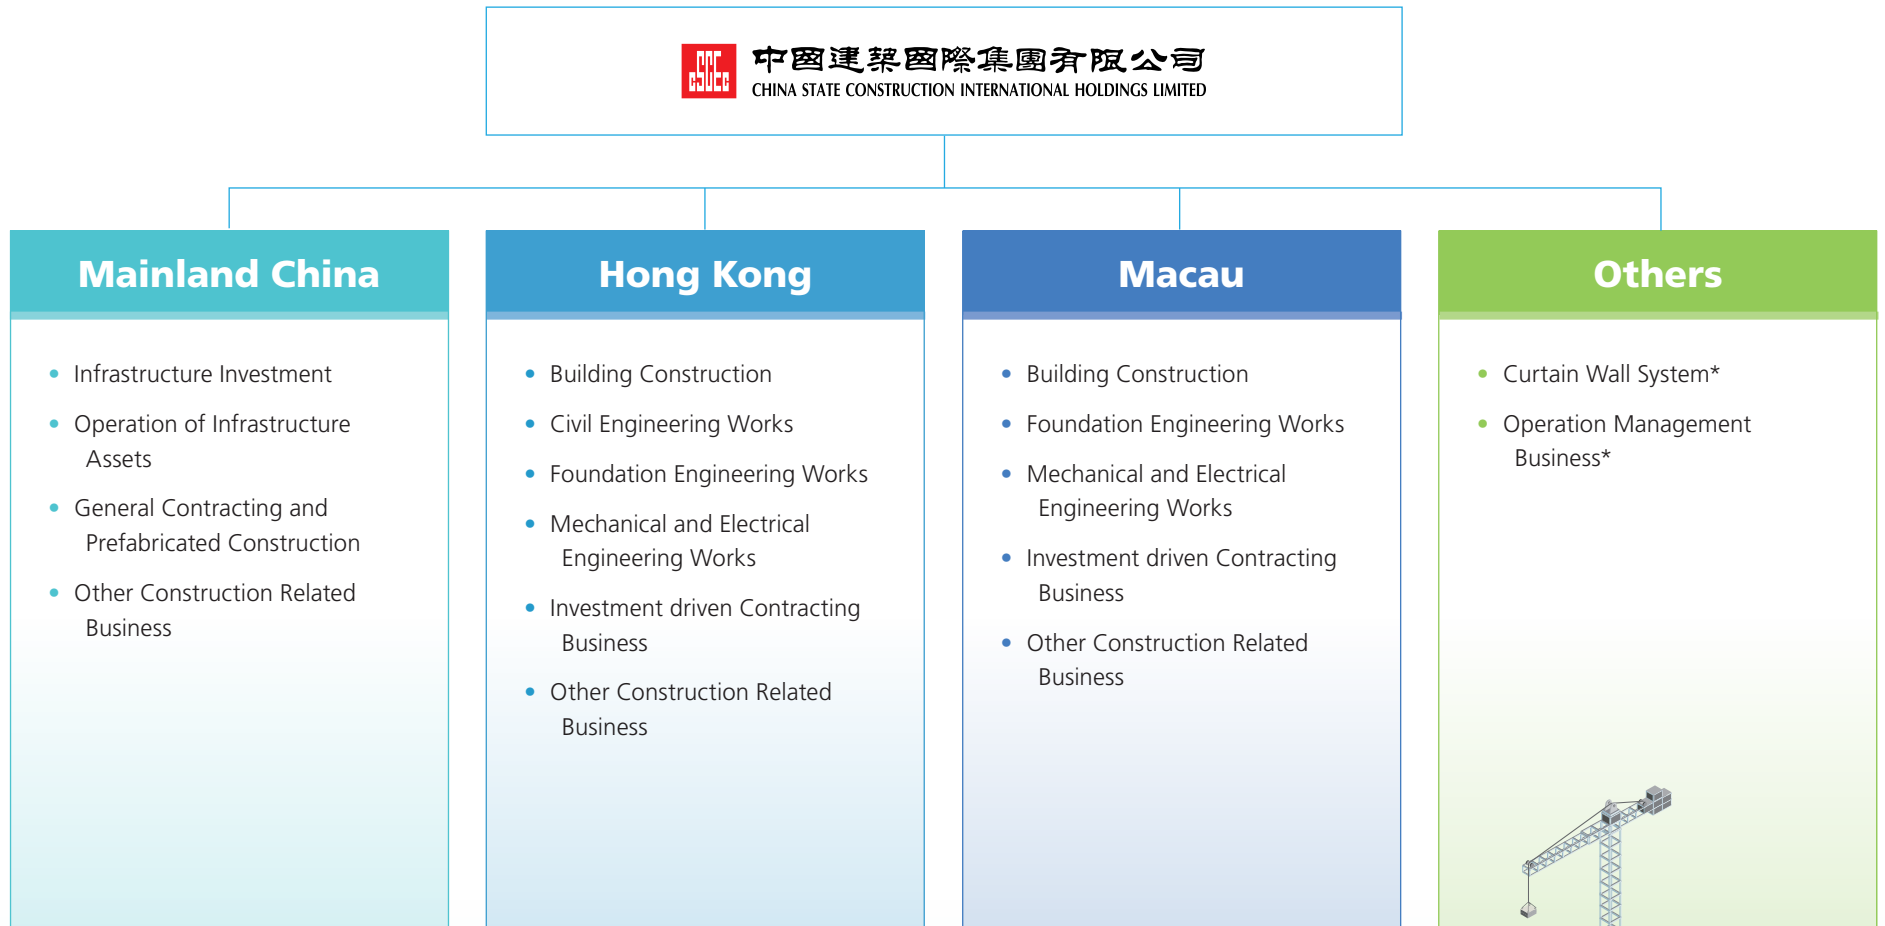 中國建築國際集團有限公司
CHINA STATE CONSTRUCTION INTERNATIONAL HOLDINGS LIMITED
Mainland China
• Infrastructure Investment
• Operation of Infrastructure
Assets
• General Contracting and
Prefabricated Construction
• Other Construction Related
Business
Hong Kong
• Building Construction
• Civil Engineering Works
• Foundation Engineering Works
• Mechanical and Electrical
Engineering Works
• Investment driven Contracting
Business
• Other Construction Related
Business
Macau
• Building Construction
• Foundation Engineering Works
• Mechanical and Electrical
Engineering Works
• Investment driven Contracting
Business
• Other Construction Related
Business
Others
• Curtain Wall System*
• Operation Management
Business*